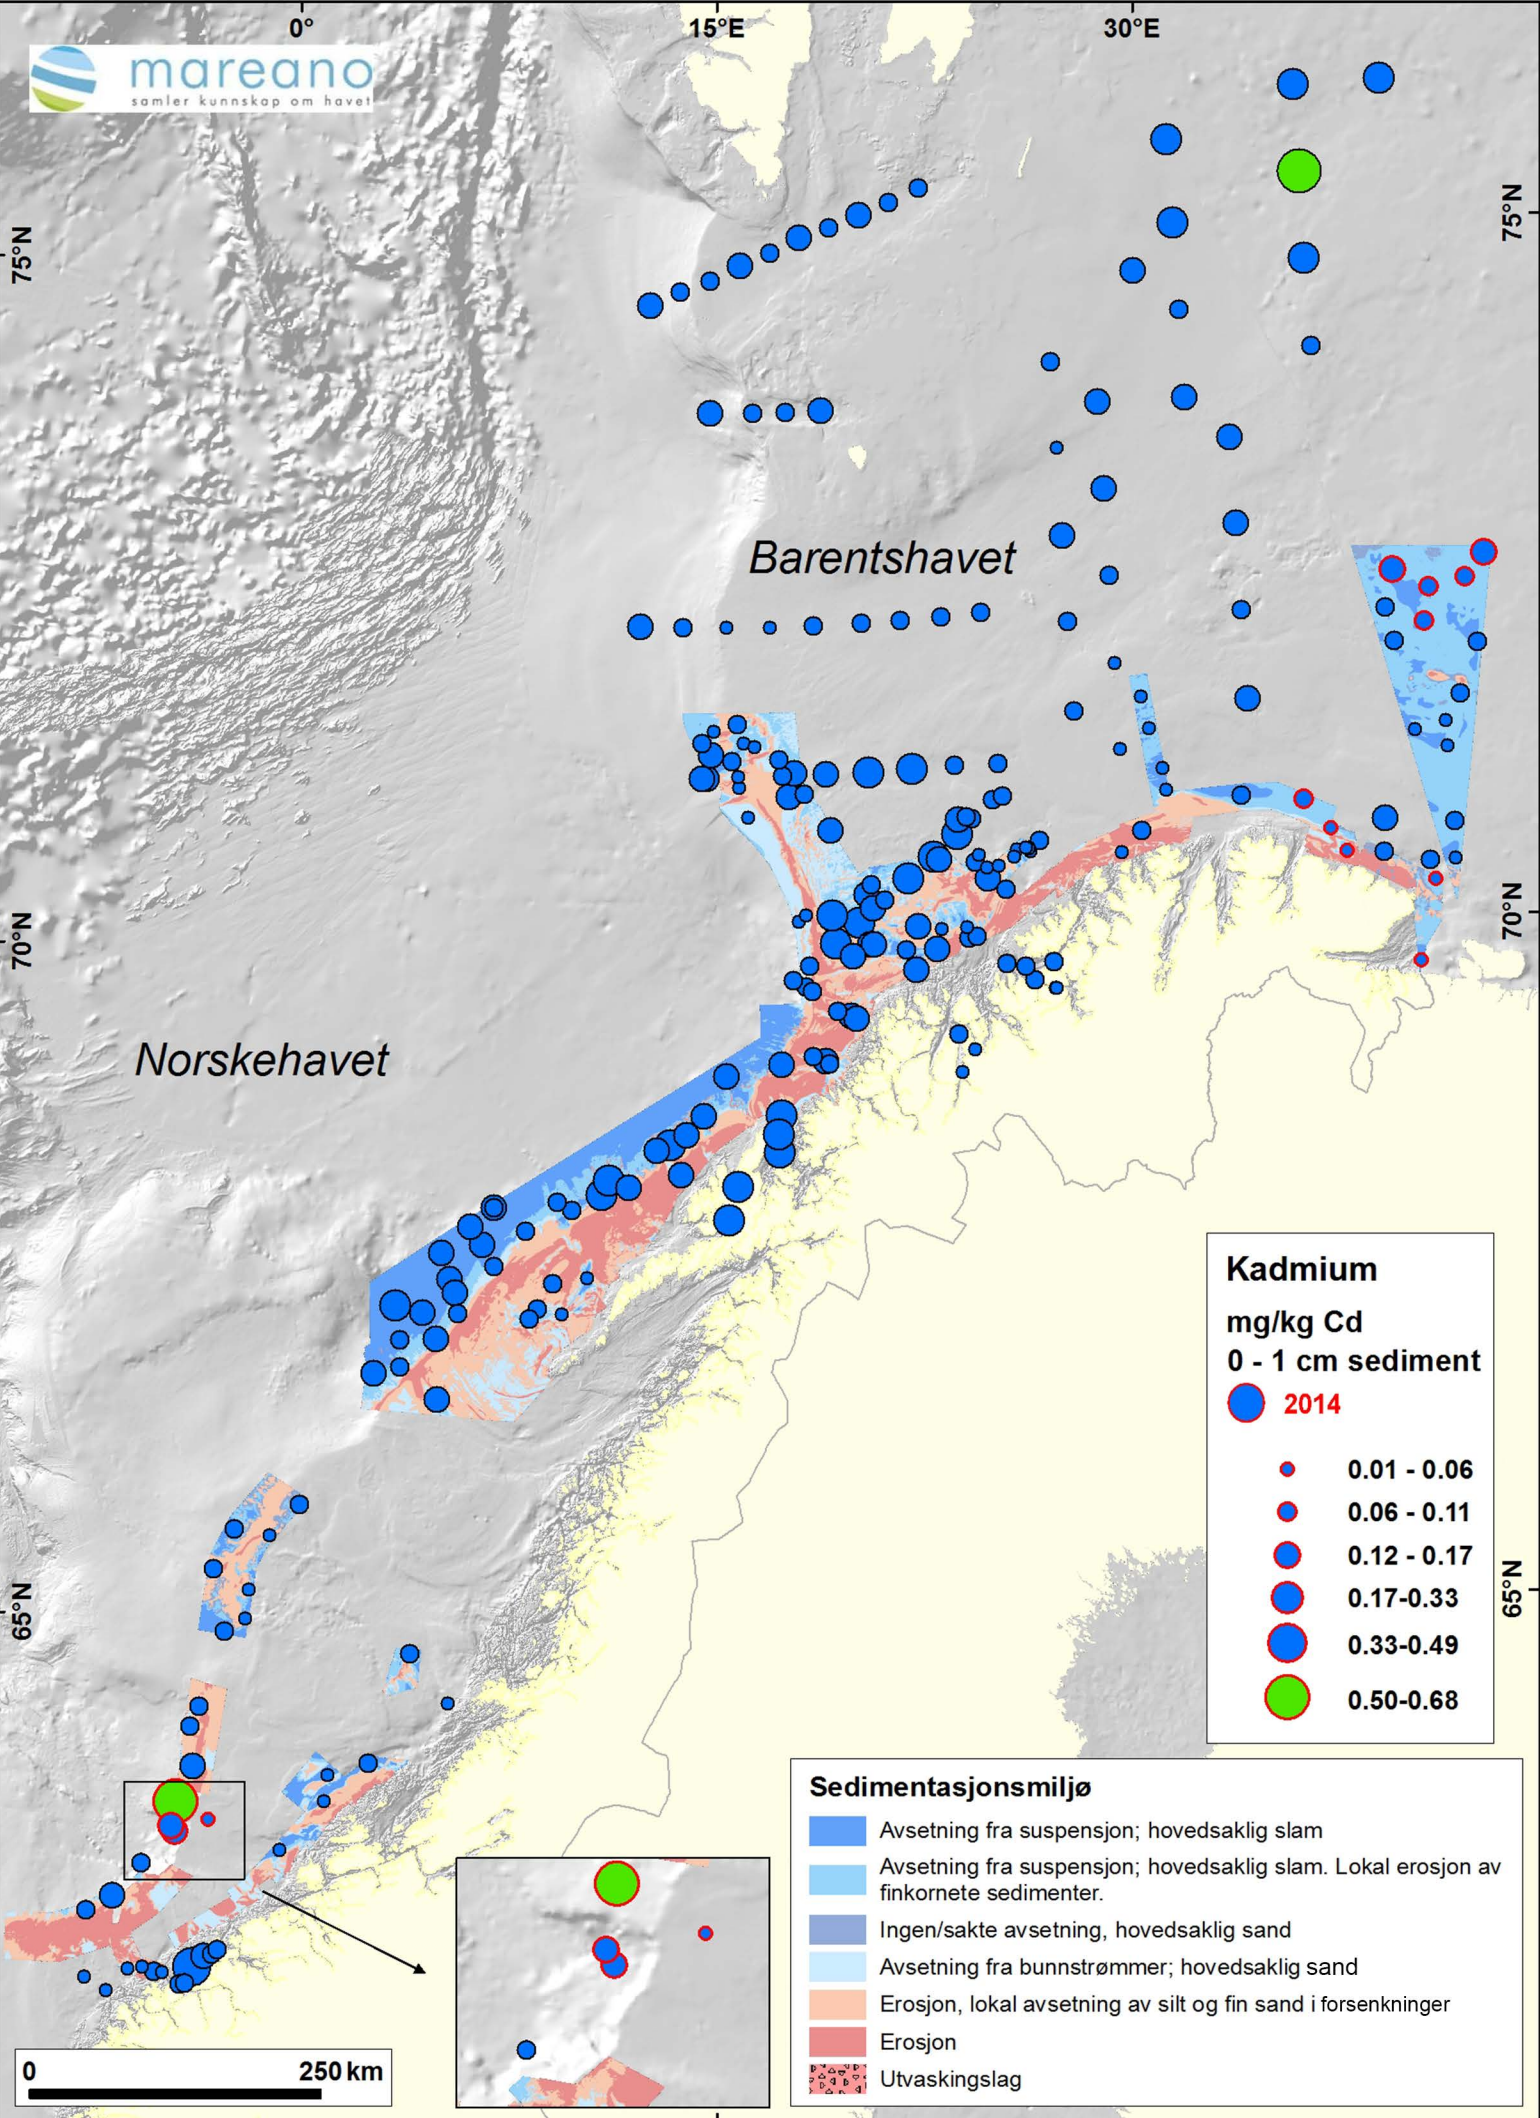 0°
15°E
30°E
mareano
samler kunnskap om havet
75°N
75°N
Barentshavet
70°N
70°N
Norskehavet
Kadmium
mg/kg Cd
0 - 1 cm sediment
2014
0.01 - 0.06
0.06 - 0.11
0.12 - 0.17
0.17-0.33
0.33-0.49
0.50-0.68
65°N
65°N
Sedimentasjonsmiljø
Avsetning fra suspensjon; hovedsaklig slam
Avsetning fra suspensjon; hovedsaklig slam. Lokal erosjon av
finkornete sedimenter.
Ingen/sakte avsetning, hovedsaklig sand
Avsetning fra bunnstrømmer; hovedsaklig sand
Erosjon, lokal avsetning av silt og fin sand i forsenkninger
Erosjon
Utvaskingslag
0 250 km